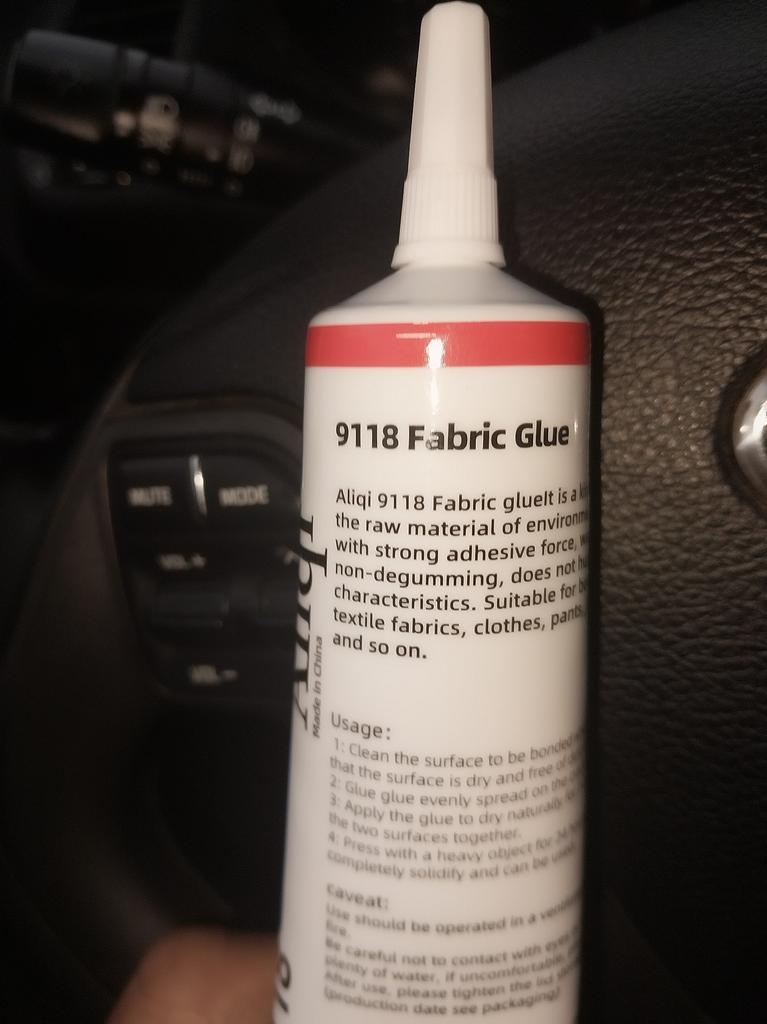 9118 Fabric Glue
Aliqi 9118 Fabric glueIt is a
the raw material of
with strong adhesive force,
non-degumming, does not
characteristics. Suitable for
textile fabrics, clothes, pants,
and so on.
Aliqi
Made in China
Usage:
1: Clean the surface to be bonded
that the surface is dry and free of
2: Glue glue evenly spread on the
3: Apply the glue to dry naturally for
the two surfaces together.
4: Press with a heavy object for
completely solidify and can be
caveat:
Use should be operated in a
fire.
Be careful not to contact with eyes
plenty of water, if uncomfortable,
After use, please tighten the lid
(production date see packaging)
MUTE
MODE
VOL+
VOL-